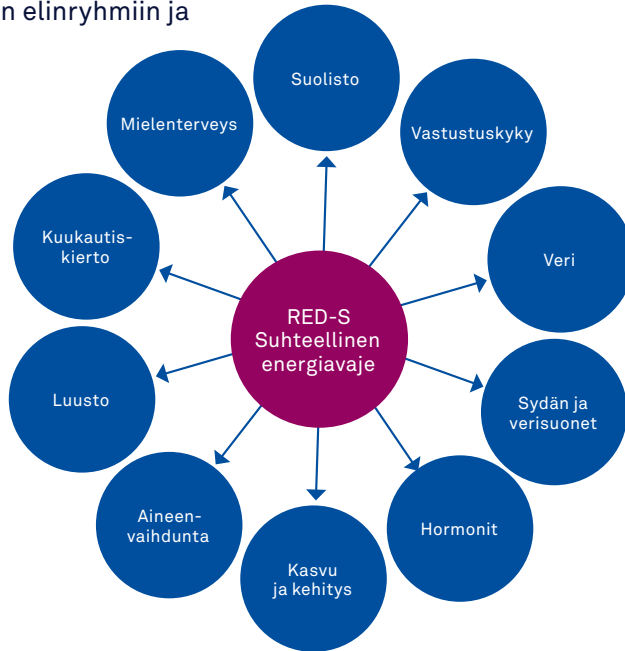 n elinryhmiin ja
Suolisto
Vastustuskyky
Veri
Sydän ja
verisuonet
Hormonit
Kasvu
ja kehitys
Aineen-
vaihdunta
Luusto
Kuukautis-
kierto
Mielenterveys
RED-S
Suhteellinen
energiavaje